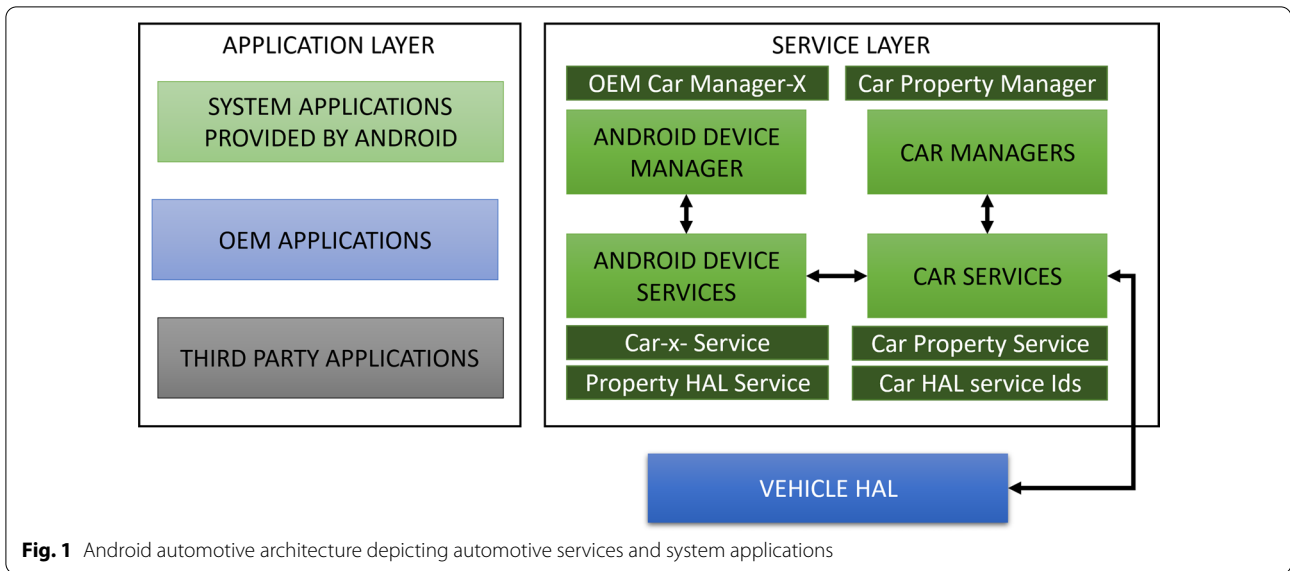 APPLICATION LAYER
SYSTEM APPLICATIONS
PROVIDED BY ANDROID
OEM APPLICATIONS
THIRD PARTY APPLICATIONS
SERVICE LAYER
OEM Car Manager-X
Car Property Manager
ANDROID DEVICE
MANAGER
CAR MANAGERS
ANDROID DEVICE
SERVICES
CAR SERVICES
Car-x- Service
Car Property Service
Property HAL Service
Car HAL service Ids
VEHICLE HAL
Fig. 1 Android automotive architecture depicting automotive services and system applications